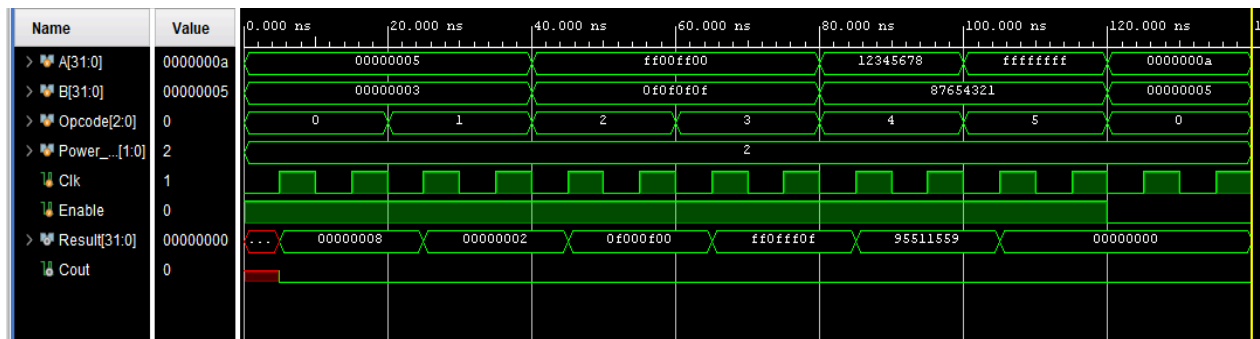 Name Value 0.000 ns 20.000 ns 40.000 ns 60.000 ns 80.000 ns 100.000 ns 120.000 ns
A[31:0] 0000000a 00000005 ff00ff00 12345678 ffffffff 0000000a
B[31:0] 00000005 00000003 0f0f0f0f 87654321 00000005
Opcode[2:0] 0 0 1 2 3 4 5 0
Power_...[1:0] 2 2
Clk 1
Enable 0
Result[31:0] 00000000 ... 00000008 00000002 0f000f00 ff0fff0f 95511559 00000000
Cout 0